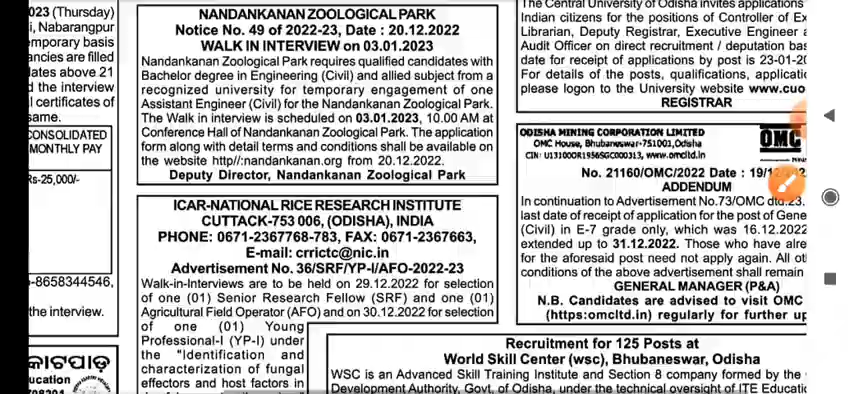 023 (Thursday)
i, Nabarangpur
mporary basis
ancies are filled
lates above 21
d the interview
l certificates of
same.
CONSOLIDATED
MONTHLY PAY
Rs-25,000/-
-8658344546,
the interview.
ାଟପାଡ଼
ucation
NANDANKANAN ZOOLOGICAL PARK
Notice No. 49 of 2022-23, Date : 20.12.2022
WALK IN INTERVIEW on 03.01.2023
Nandankanan Zoological Park requires qualified candidates with
Bachelor degree in Engineering (Civil) and allied subject from a
recognized university for temporary engagement of one
Assistant Engineer (Civil) for the Nandankanan Zoological Park.
The Walk in interview is scheduled on 03.01.2023, 10.00 AM at
Conference Hall of Nandankanan Zoological Park. The application
form along with detail terms and conditions shall be available on
the website http//:nandankanan.org from 20.12.2022.
Deputy Director, Nandankanan Zoological Park
ICAR-NATIONAL RICE RESEARCH INSTITUTE
CUTTACK-753 006, (ODISHA), INDIA
PHONE: 0671-2367768-783, FAX: 0671-2367663,
E-mail: crrictc@nic.in
Advertisement No. 36/SRF/YP-I/AFO-2022-23
Walk-in-Interviews are to be held on 29.12.2022 for selection
of one (01) Senior Research Fellow (SRF) and one (01)
Agricultural Field Operator (AFO) and on 30.12.2022 for selection
of one (01) Young
Professional-I (YP-I) under
the "Identification and
characterization of fungal
effectors and host factors in
The Central University of Odisha invites applications
Indian citizens for the positions of Controller of Ex
Librarian, Deputy Registrar, Executive Engineer a
Audit Officer on direct recruitment / deputation bas
date for receipt of applications by post is 23-01-20
For details of the posts, qualifications, applicatio
please logon to the University website www.cuo
REGISTRAR
ODISHA MINING CORPORATION LIMITED
OMC House, Bhubaneswar-751001,Odisha
CIN: U13100OR1956SGC000313, www.omcltd.in
OMC
No. 21160/OMC/2022 Date : 19/12/
ADDENDUM
In continuation to Advertisement No.73/OMC dtd.23.
last date of receipt of application for the post of Gene
(Civil) in E-7 grade only, which was 16.12.2022
extended up to 31.12.2022. Those who have alre
for the aforesaid post need not apply again. All oth
conditions of the above advertisement shall remain
GENERAL MANAGER (P&A)
N.B. Candidates are advised to visit OMC
(https:omcltd.in) regularly for further up
Recruitment for 125 Posts at
World Skill Center (wsc), Bhubaneswar, Odisha
WSC is an Advanced Skill Training Institute and Section 8 company formed by the
Development Authority, Govt. of Odisha, under the technical oversight of ITE Educatio